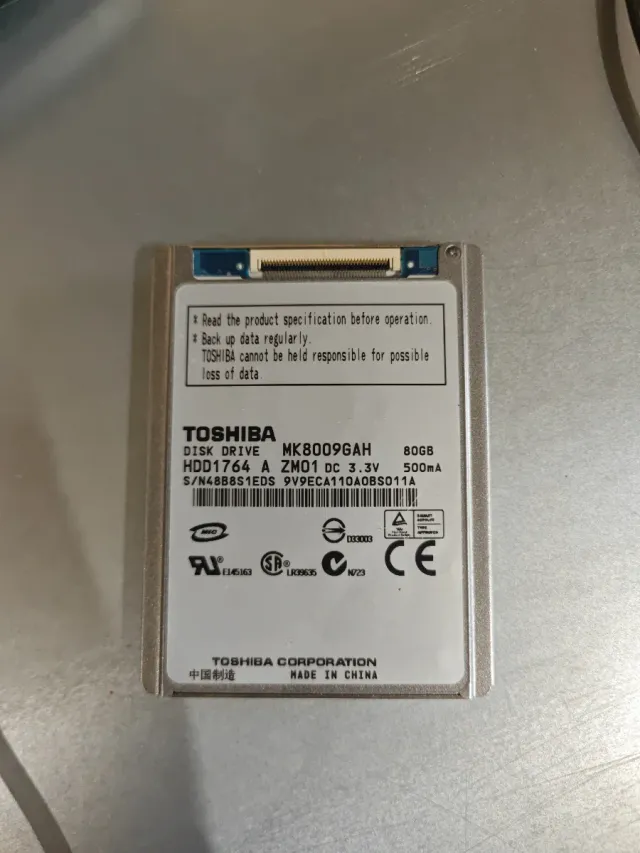 * Read the product specification before operation.
* Back up data regularly.
TOSHIBA cannot be held responsible for possible
loss of data
TOSHIBA
DISK DRIVE MK8009GAH 80GB
HDD1764 A ZM01 DC 3.3V 500mA
S/N48B8S1EDS 9V9ECA110A0BS011A
D33003
E145163
LR39635
N723
CE
TOSHIBA CORPORATION
中国制造 MADE IN CHINA